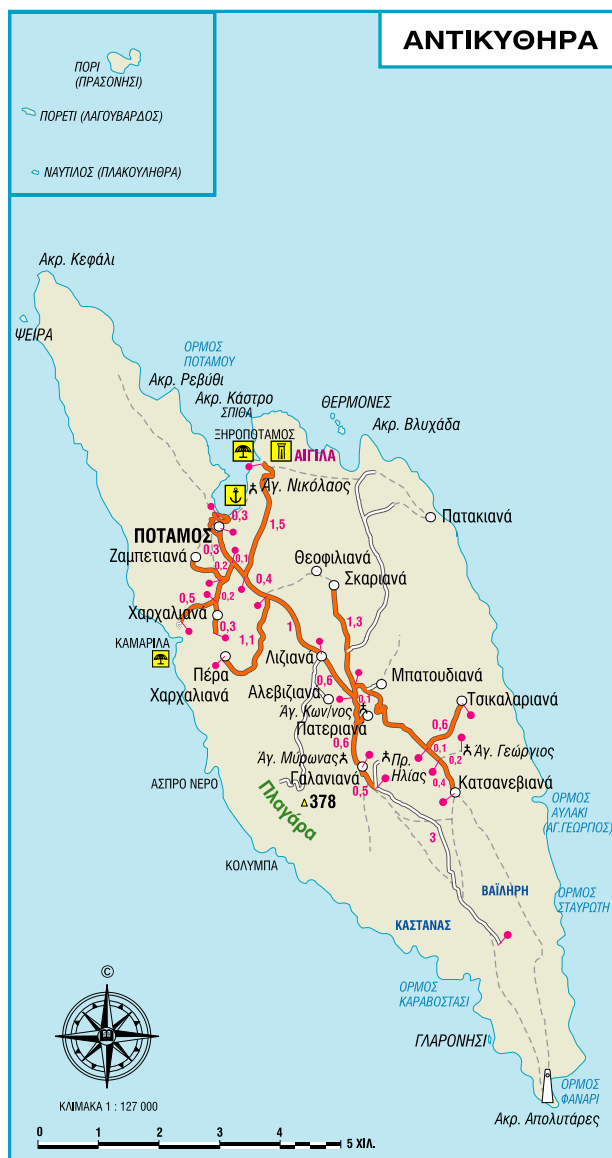 ΑΝΤΙΚΥΘΗΡΑ
ΠΟΡΙ
(ΠΡΑΣΟΝΗΣΙ)
ΠΟΡΕΤΙ (ΛΑΓΟΥΒΑΡΔΟΣ)
ΝΑΥΤΙΛΟΣ (ΠΛΑΚΟΥΛΗΘΡΑ)
Ακρ. Κεφάλι
ΨΕΙΡΑ
ΟΡΜΟΣ
ΠΟΤΑΜΟΥ
Ακρ. Ρεβύθι
Ακρ. Κάστρο
ΣΠΙΘΑ
ΘΕΡΜΟΝΕΣ
Ακρ. Βλυχάδα
ΞΗΡΟΠΟΤΑΜΟΣ
ΑΙΓΙΛΑ
Άγ. Νικόλαος
0,3
1,5
Πατακιανά
ΠΟΤΑΜΟΣ
Ζαμπετιανά
0,3
0,1
0,2
0,4
Θεοφιλιανά
Σκαριανά
0,5
0,2
Χαρχαλιανά
0,3
1,1
1
1,3
ΚΑΜΑΡΙΛΑ
Πέρα
Χαρχαλιανά
Λιζιανά
0,6
Μπατουδιανά
Αλεβιζιανά
0,1
Άγ. Κων/νος
Τσικαλαριανά
Πατεριανά
0,6
0,6
0,1
0,2
Άγ. Γεώργιος
Άγ. Μύρωνας
Πρ.
Ηλίας
Γαλανιανά
0,5
0,4
Κατσανεβιανά
ΑΣΠΡΟ ΝΕΡΟ
Πλαγάρα
378
ΟΡΜΟΣ
ΑΥΛΑΚΙ
(ΑΓ.ΓΕΩΡΓΙΟΣ)
3
ΚΟΛΥΜΠΑ
ΒΑΪΛΗΡΗ
ΟΡΜΟΣ
ΣΤΑΥΡΩΤΗ
ΚΑΣΤΑΝΑΣ
ΟΡΜΟΣ
ΚΑΡΑΒΟΣΤΑΣΙ
ΓΛΑΡΟΝΗΣΙ
ΟΡΜΟΣ
ΦΑΝΑΡΙ
Ακρ. Απολυτάρες
©
ΚΛΙΜΑΚΑ 1 : 127 000
0 1 2 3 4 5 ΧΙΛ.